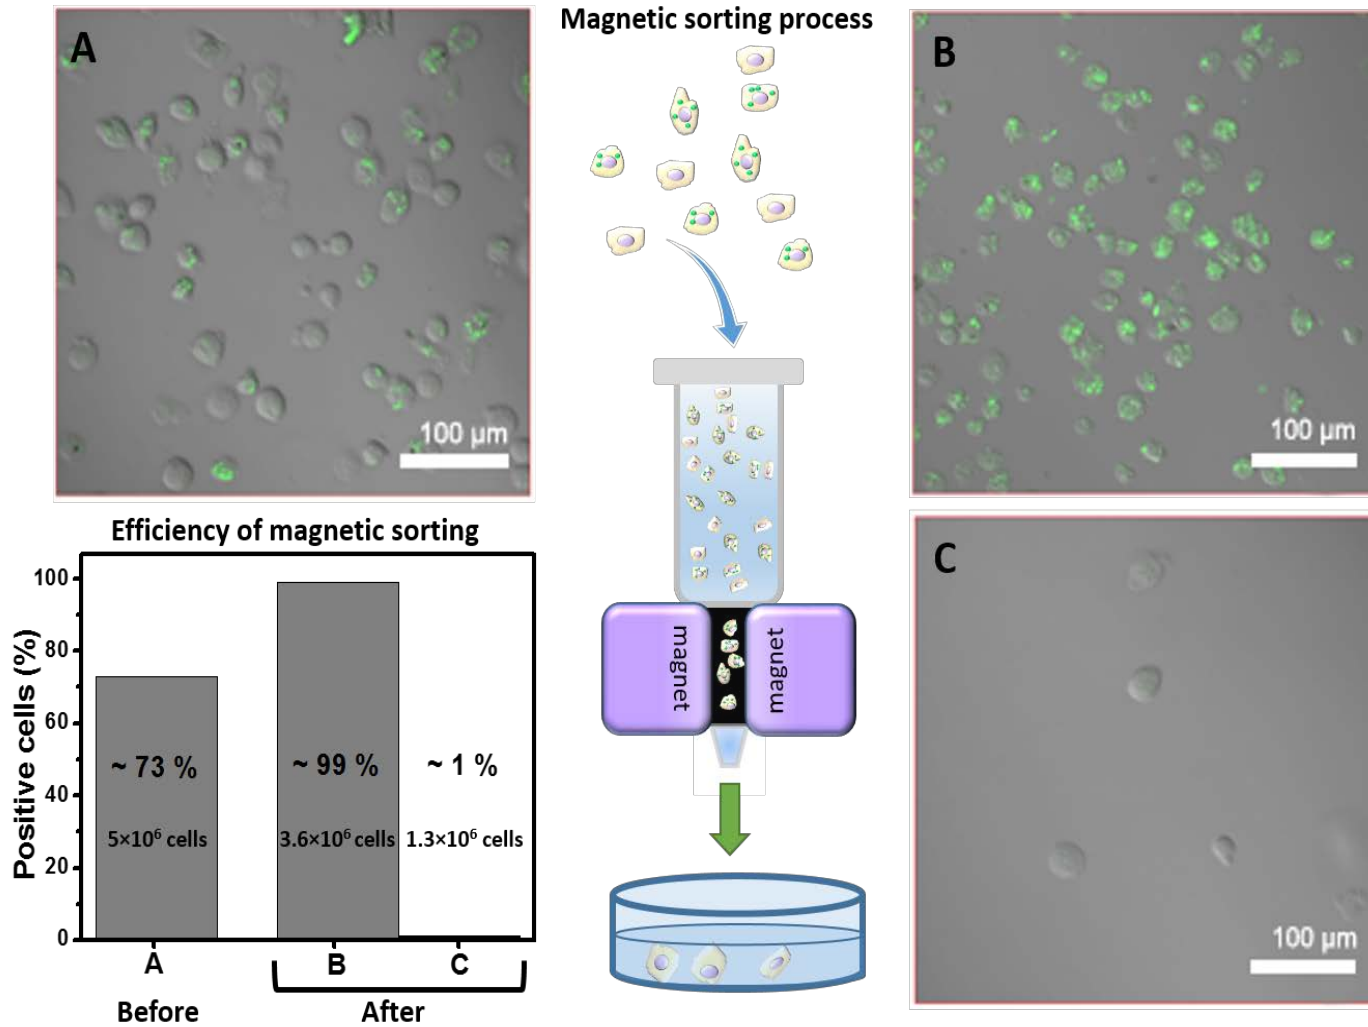 Magnetic sorting process
A
100 µm
B
100 µm
Efficiency of magnetic sorting
Positive cells (%)
100
80
60
40
20
0
~ 73 %
5×10⁶ cells
~ 99 %
3.6×10⁶ cells
~ 1 %
1.3×10⁶ cells
A
B
C
Before
After
magnet
magnet
C
100 µm